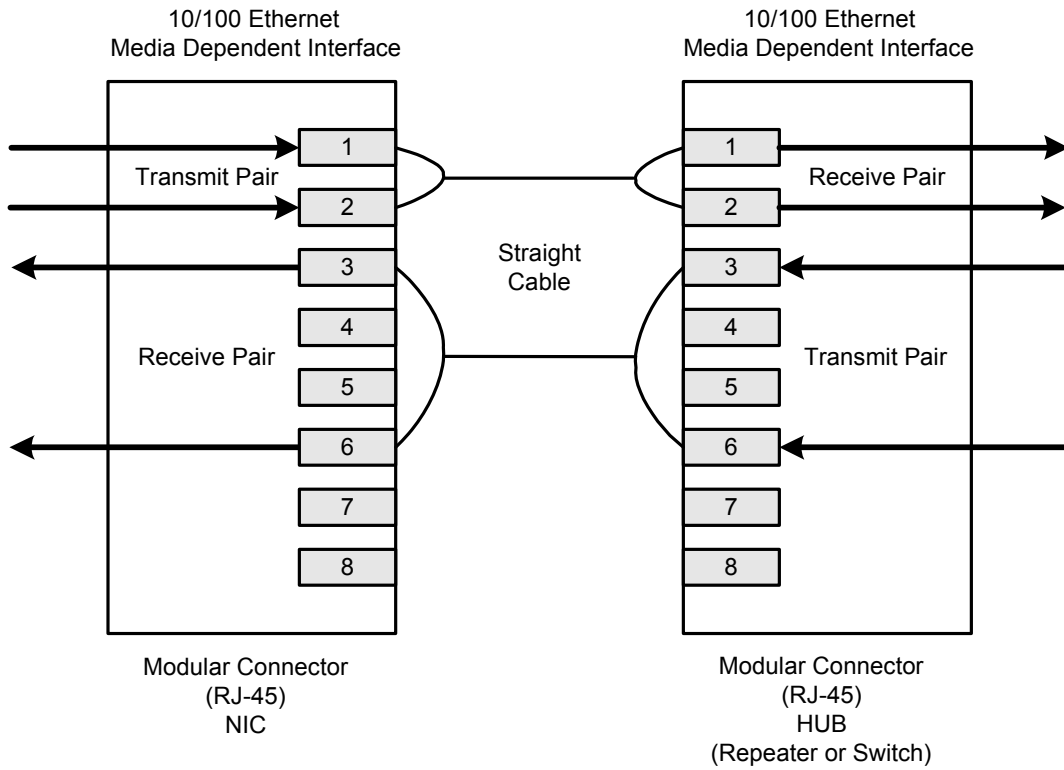 10/100 Ethernet
Media Dependent Interface
10/100 Ethernet
Media Dependent Interface
1
Transmit Pair
2
3
4
Receive Pair
5
6
7
8
Straight
Cable
1
Receive Pair
2
3
4
Transmit Pair
5
6
7
8
Modular Connector
(RJ-45)
NIC
Modular Connector
(RJ-45)
HUB
(Repeater or Switch)